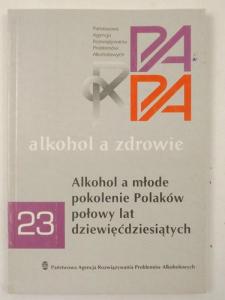 Państwowa
Agencja
Rozwiązywania
Problemów
Alkoholowych
PA
RPA
alkohol a zdrowie
23
Alkohol a młode
pokolenie Polaków
połowy lat
dziewięćdziesiątych
Państwowa Agencja Rozwiązywania Problemów Alkoholowych